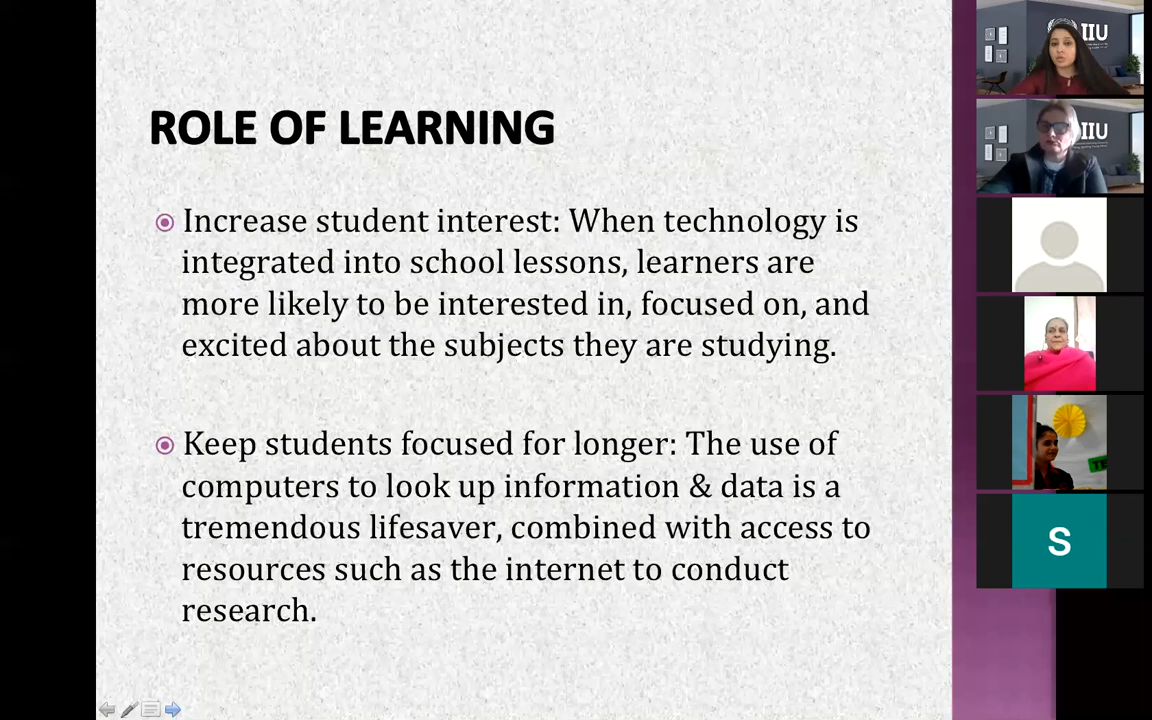 ROLE OF LEARNING
Increase student interest: When technology is
integrated into school lessons, learners are
more likely to be interested in, focused on, and
excited about the subjects they are studying.
Keep students focused for longer: The use of
computers to look up information & data is a
tremendous lifesaver, combined with access to
resources such as the internet to conduct
research.
IIU
IIU
S